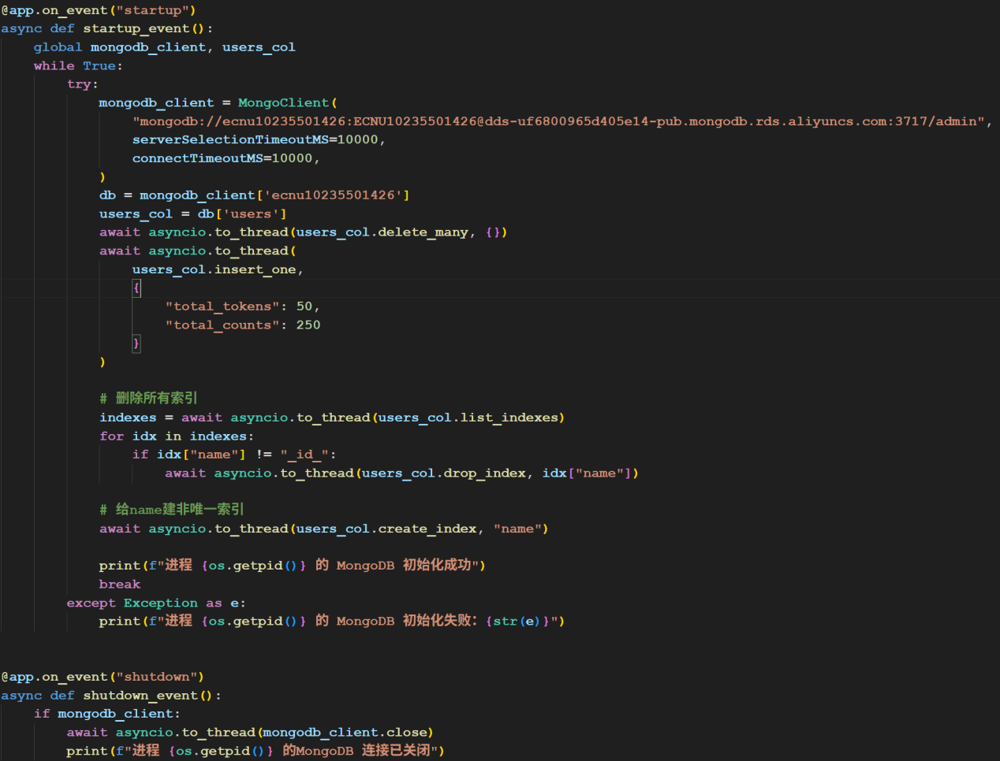 @app.on_event("startup")
async def startup_event():
    global mongodb_client, users_col
    while True:
        try:
            mongodb_client = MongoClient(
                "mongodb://ecnu10235501426:ECNU10235501426@dds-uf6800965d405e14-pub.mongodb.rds.aliyuncs.com:3717/admin",
                serverSelectionTimeoutMS=10000,
                connectTimeoutMS=10000,
            )
            db = mongodb_client['ecnu10235501426']
            users_col = db['users']
            await asyncio.to_thread(users_col.delete_many, {})
            await asyncio.to_thread(
                users_col.insert_one,
                {
                    "total_tokens": 50,
                    "total_counts": 250
                }
            )

            # 删除所有索引
            indexes = await asyncio.to_thread(users_col.list_indexes)
            for idx in indexes:
                if idx["name"] != "_id_":
                    await asyncio.to_thread(users_col.drop_index, idx["name"])

            # 给name建非唯一索引
            await asyncio.to_thread(users_col.create_index, "name")

            print(f"进程 {os.getpid()} 的 MongoDB 初始化成功")
            break
        except Exception as e:
            print(f"进程 {os.getpid()} 的 MongoDB 初始化失败: {str(e)}")


@app.on_event("shutdown")
async def shutdown_event():
    if mongodb_client:
        await asyncio.to_thread(mongodb_client.close)
        print(f"进程 {os.getpid()} 的MongoDB 连接已关闭")